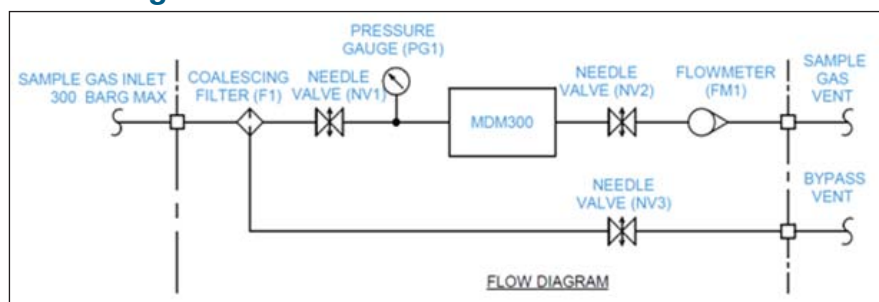 PRESSURE
GAUGE (PG1)
SAMPLE GAS INLET
300 BARG MAX
COALESCING
FILTER (F1)
NEEDLE
VALVE (NV1)
MDM300
NEEDLE
VALVE (NV2)
FLOWMETER
(FM1)
SAMPLE
GAS
VENT
NEEDLE
VALVE (NV3)
BYPASS
VENT
FLOW DIAGRAM